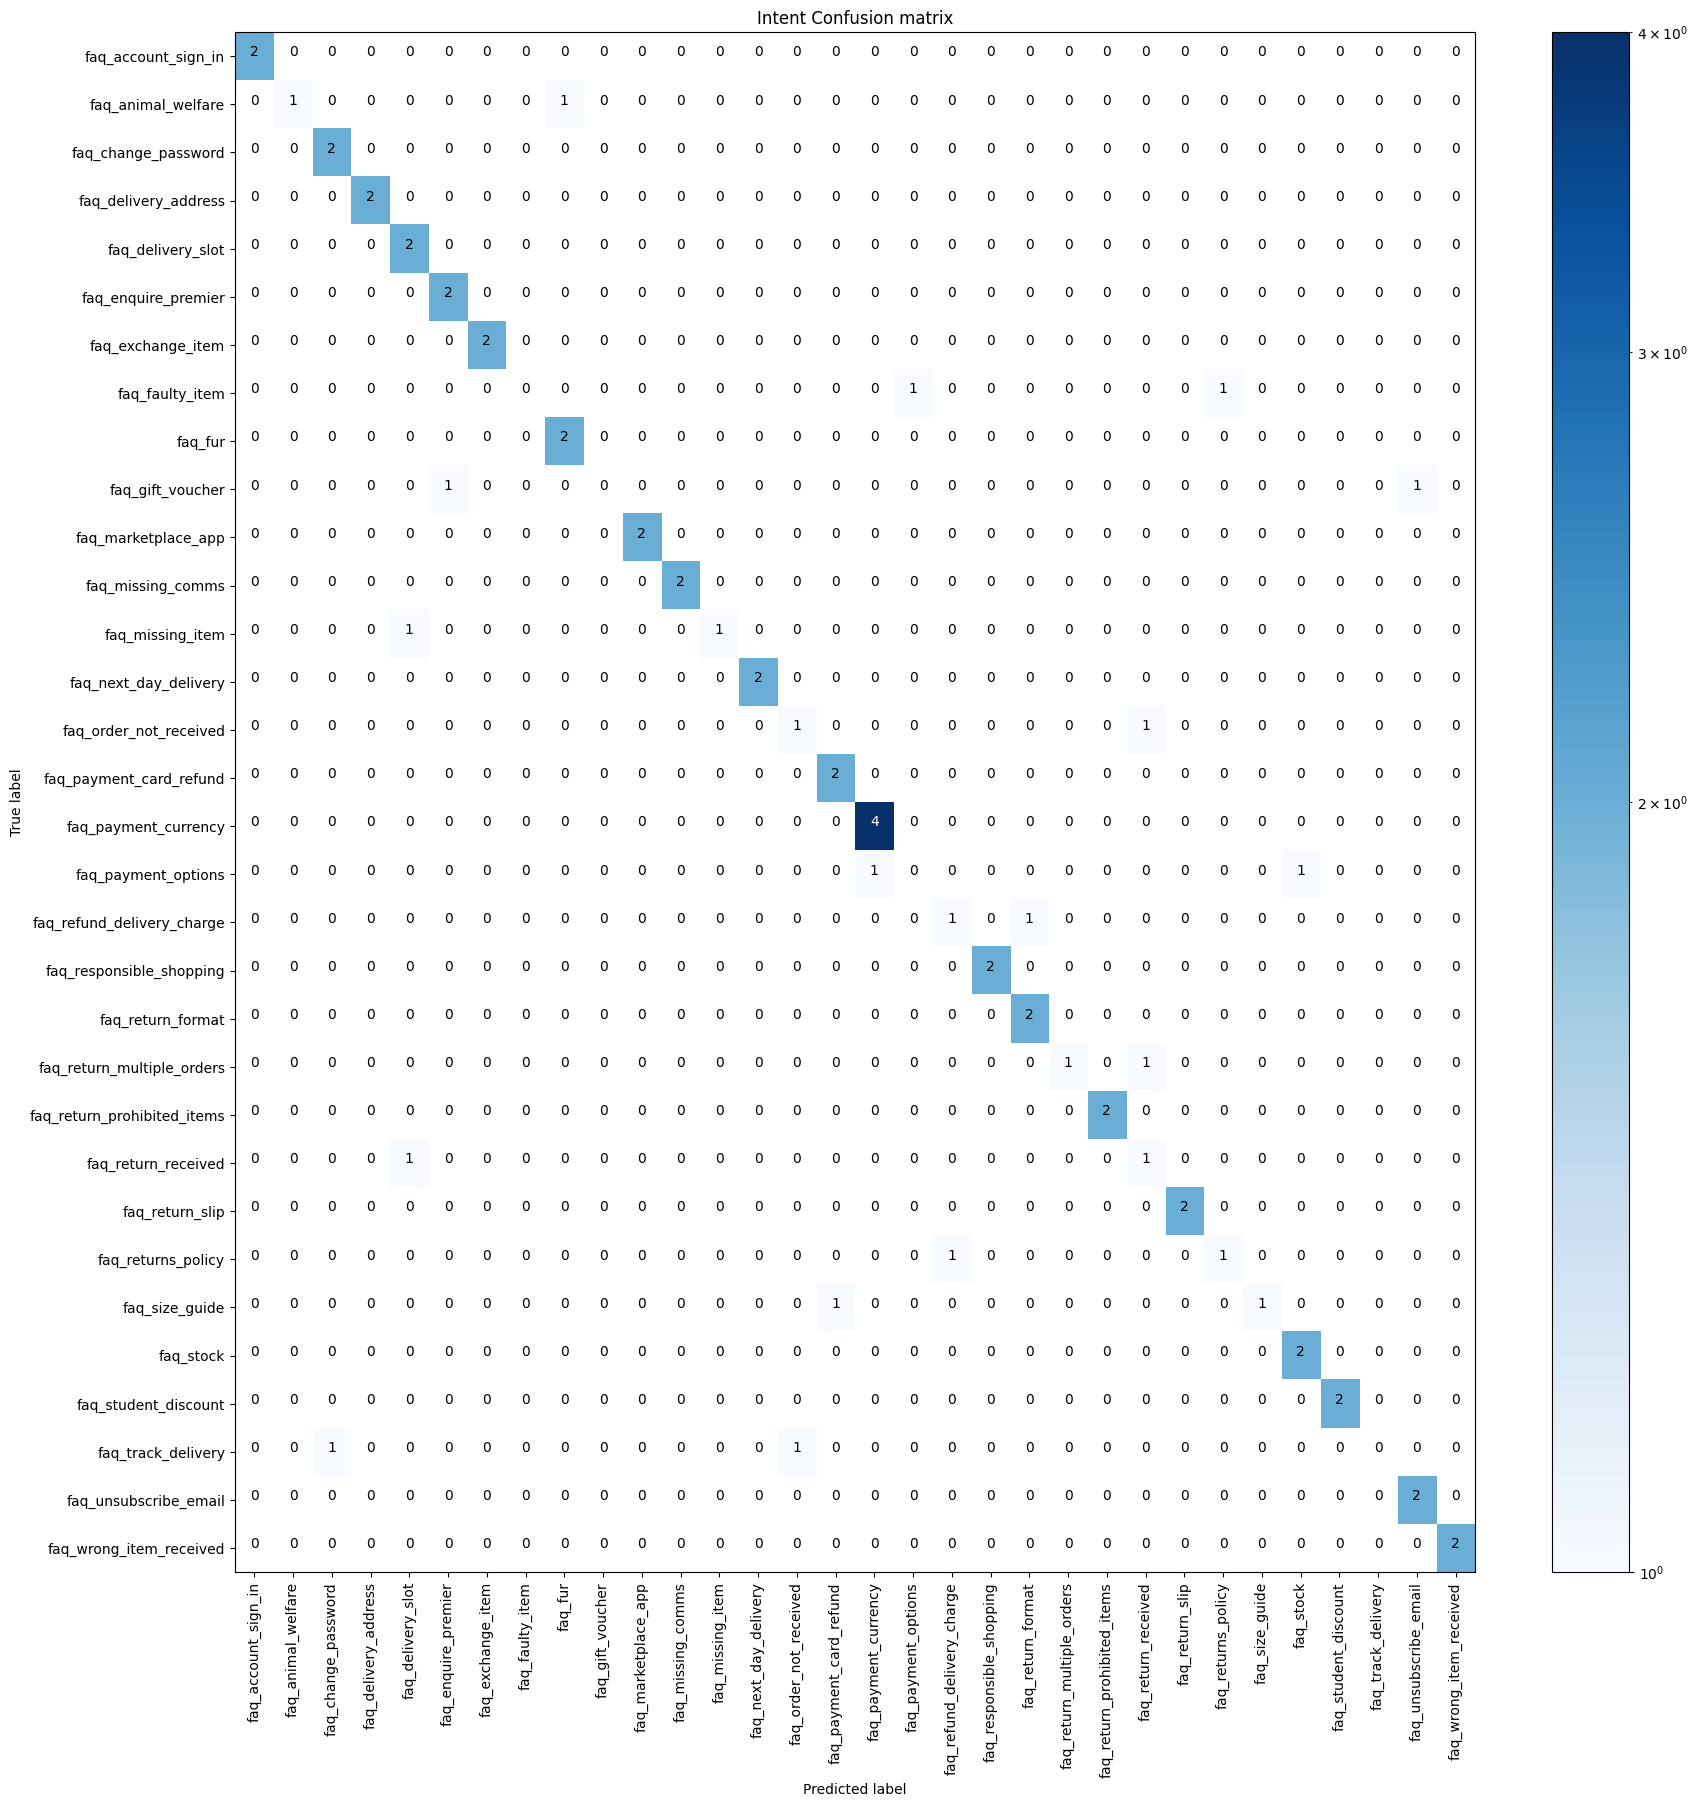 Intent Confusion matrix
faq_account_sign_in 2 0 0 0 0 0 0 0 0 0 0 0 0 0 0 0 0 0 0 0 0 0 0 0 0 0 0 0 0 0 0 0
faq_animal_welfare 0 1 0 0 0 0 0 0 1 0 0 0 0 0 0 0 0 0 0 0 0 0 0 0 0 0 0 0 0 0 0 0
faq_change_password 0 0 2 0 0 0 0 0 0 0 0 0 0 0 0 0 0 0 0 0 0 0 0 0 0 0 0 0 0 0 0 0
faq_delivery_address 0 0 0 2 0 0 0 0 0 0 0 0 0 0 0 0 0 0 0 0 0 0 0 0 0 0 0 0 0 0 0 0
faq_delivery_slot 0 0 0 0 2 0 0 0 0 0 0 0 0 0 0 0 0 0 0 0 0 0 0 0 0 0 0 0 0 0 0 0
faq_enquire_premier 0 0 0 0 0 2 0 0 0 0 0 0 0 0 0 0 0 0 0 0 0 0 0 0 0 0 0 0 0 0 0 0
faq_exchange_item 0 0 0 0 0 0 2 0 0 0 0 0 0 0 0 0 0 0 0 0 0 0 0 0 0 0 0 0 0 0 0 0
faq_faulty_item 0 0 0 0 0 0 0 0 0 0 0 0 0 0 0 0 0 1 0 0 0 0 0 0 0 1 0 0 0 0 0 0
faq_fur 0 0 0 0 0 0 0 0 2 0 0 0 0 0 0 0 0 0 0 0 0 0 0 0 0 0 0 0 0 0 0 0
faq_gift_voucher 0 0 0 0 0 1 0 0 0 0 0 0 0 0 0 0 0 0 0 0 0 0 0 0 0 0 0 0 0 0 1 0
faq_marketplace_app 0 0 0 0 0 0 0 0 0 0 2 0 0 0 0 0 0 0 0 0 0 0 0 0 0 0 0 0 0 0 0 0
faq_missing_comms 0 0 0 0 0 0 0 0 0 0 0 2 0 0 0 0 0 0 0 0 0 0 0 0 0 0 0 0 0 0 0 0
faq_missing_item 0 0 0 0 1 0 0 0 0 0 0 0 1 0 0 0 0 0 0 0 0 0 0 0 0 0 0 0 0 0 0 0
faq_next_day_delivery 0 0 0 0 0 0 0 0 0 0 0 0 0 2 0 0 0 0 0 0 0 0 0 0 0 0 0 0 0 0 0 0
faq_order_not_received 0 0 0 0 0 0 0 0 0 0 0 0 0 0 1 0 0 0 0 0 0 0 0 1 0 0 0 0 0 0 0 0
faq_payment_card_refund 0 0 0 0 0 0 0 0 0 0 0 0 0 0 0 2 0 0 0 0 0 0 0 0 0 0 0 0 0 0 0 0
faq_payment_currency 0 0 0 0 0 0 0 0 0 0 0 0 0 0 0 0 4 0 0 0 0 0 0 0 0 0 0 0 0 0 0 0
faq_payment_options 0 0 0 0 0 0 0 0 0 0 0 0 0 0 0 0 1 0 0 0 0 0 0 0 0 0 0 1 0 0 0 0
faq_refund_delivery_charge 0 0 0 0 0 0 0 0 0 0 0 0 0 0 0 0 0 0 1 0 1 0 0 0 0 0 0 0 0 0 0 0
faq_responsible_shopping 0 0 0 0 0 0 0 0 0 0 0 0 0 0 0 0 0 0 0 2 0 0 0 0 0 0 0 0 0 0 0 0
faq_return_format 0 0 0 0 0 0 0 0 0 0 0 0 0 0 0 0 0 0 0 0 2 0 0 0 0 0 0 0 0 0 0 0
faq_return_multiple_orders 0 0 0 0 0 0 0 0 0 0 0 0 0 0 0 0 0 0 0 0 0 1 0 1 0 0 0 0 0 0 0 0
faq_return_prohibited_items 0 0 0 0 0 0 0 0 0 0 0 0 0 0 0 0 0 0 0 0 0 0 2 0 0 0 0 0 0 0 0 0
faq_return_received 0 0 0 0 1 0 0 0 0 0 0 0 0 0 0 0 0 0 0 0 0 0 0 1 0 0 0 0 0 0 0 0
faq_return_slip 0 0 0 0 0 0 0 0 0 0 0 0 0 0 0 0 0 0 0 0 0 0 0 0 2 0 0 0 0 0 0 0
faq_returns_policy 0 0 0 0 0 0 0 0 0 0 0 0 0 0 0 0 0 0 1 0 0 0 0 0 0 1 0 0 0 0 0 0
faq_size_guide 0 0 0 0 0 0 0 0 0 0 0 0 0 0 0 1 0 0 0 0 0 0 0 0 0 0 1 0 0 0 0 0
faq_stock 0 0 0 0 0 0 0 0 0 0 0 0 0 0 0 0 0 0 0 0 0 0 0 0 0 0 0 2 0 0 0 0
faq_student_discount 0 0 0 0 0 0 0 0 0 0 0 0 0 0 0 0 0 0 0 0 0 0 0 0 0 0 0 0 2 0 0 0
faq_track_delivery 0 0 1 0 0 0 0 0 0 0 0 0 0 0 1 0 0 0 0 0 0 0 0 0 0 0 0 0 0 0 0 0
faq_unsubscribe_email 0 0 0 0 0 0 0 0 0 0 0 0 0 0 0 0 0 0 0 0 0 0 0 0 0 0 0 0 0 0 2 0
faq_wrong_item_received 0 0 0 0 0 0 0 0 0 0 0 0 0 0 0 0 0 0 0 0 0 0 0 0 0 0 0 0 0 0 0 2
True label
faq_account_sign_in
faq_animal_welfare
faq_change_password
faq_delivery_address
faq_delivery_slot
faq_enquire_premier
faq_exchange_item
faq_faulty_item
faq_fur
faq_gift_voucher
faq_marketplace_app
faq_missing_comms
faq_missing_item
faq_next_day_delivery
faq_order_not_received
faq_payment_card_refund
faq_payment_currency
faq_payment_options
faq_refund_delivery_charge
faq_responsible_shopping
faq_return_format
faq_return_multiple_orders
faq_return_prohibited_items
faq_return_received
faq_return_slip
faq_returns_policy
faq_size_guide
faq_stock
faq_student_discount
faq_track_delivery
faq_unsubscribe_email
faq_wrong_item_received
Predicted label
4 × 10⁰
3 × 10⁰
2 × 10⁰
10⁰